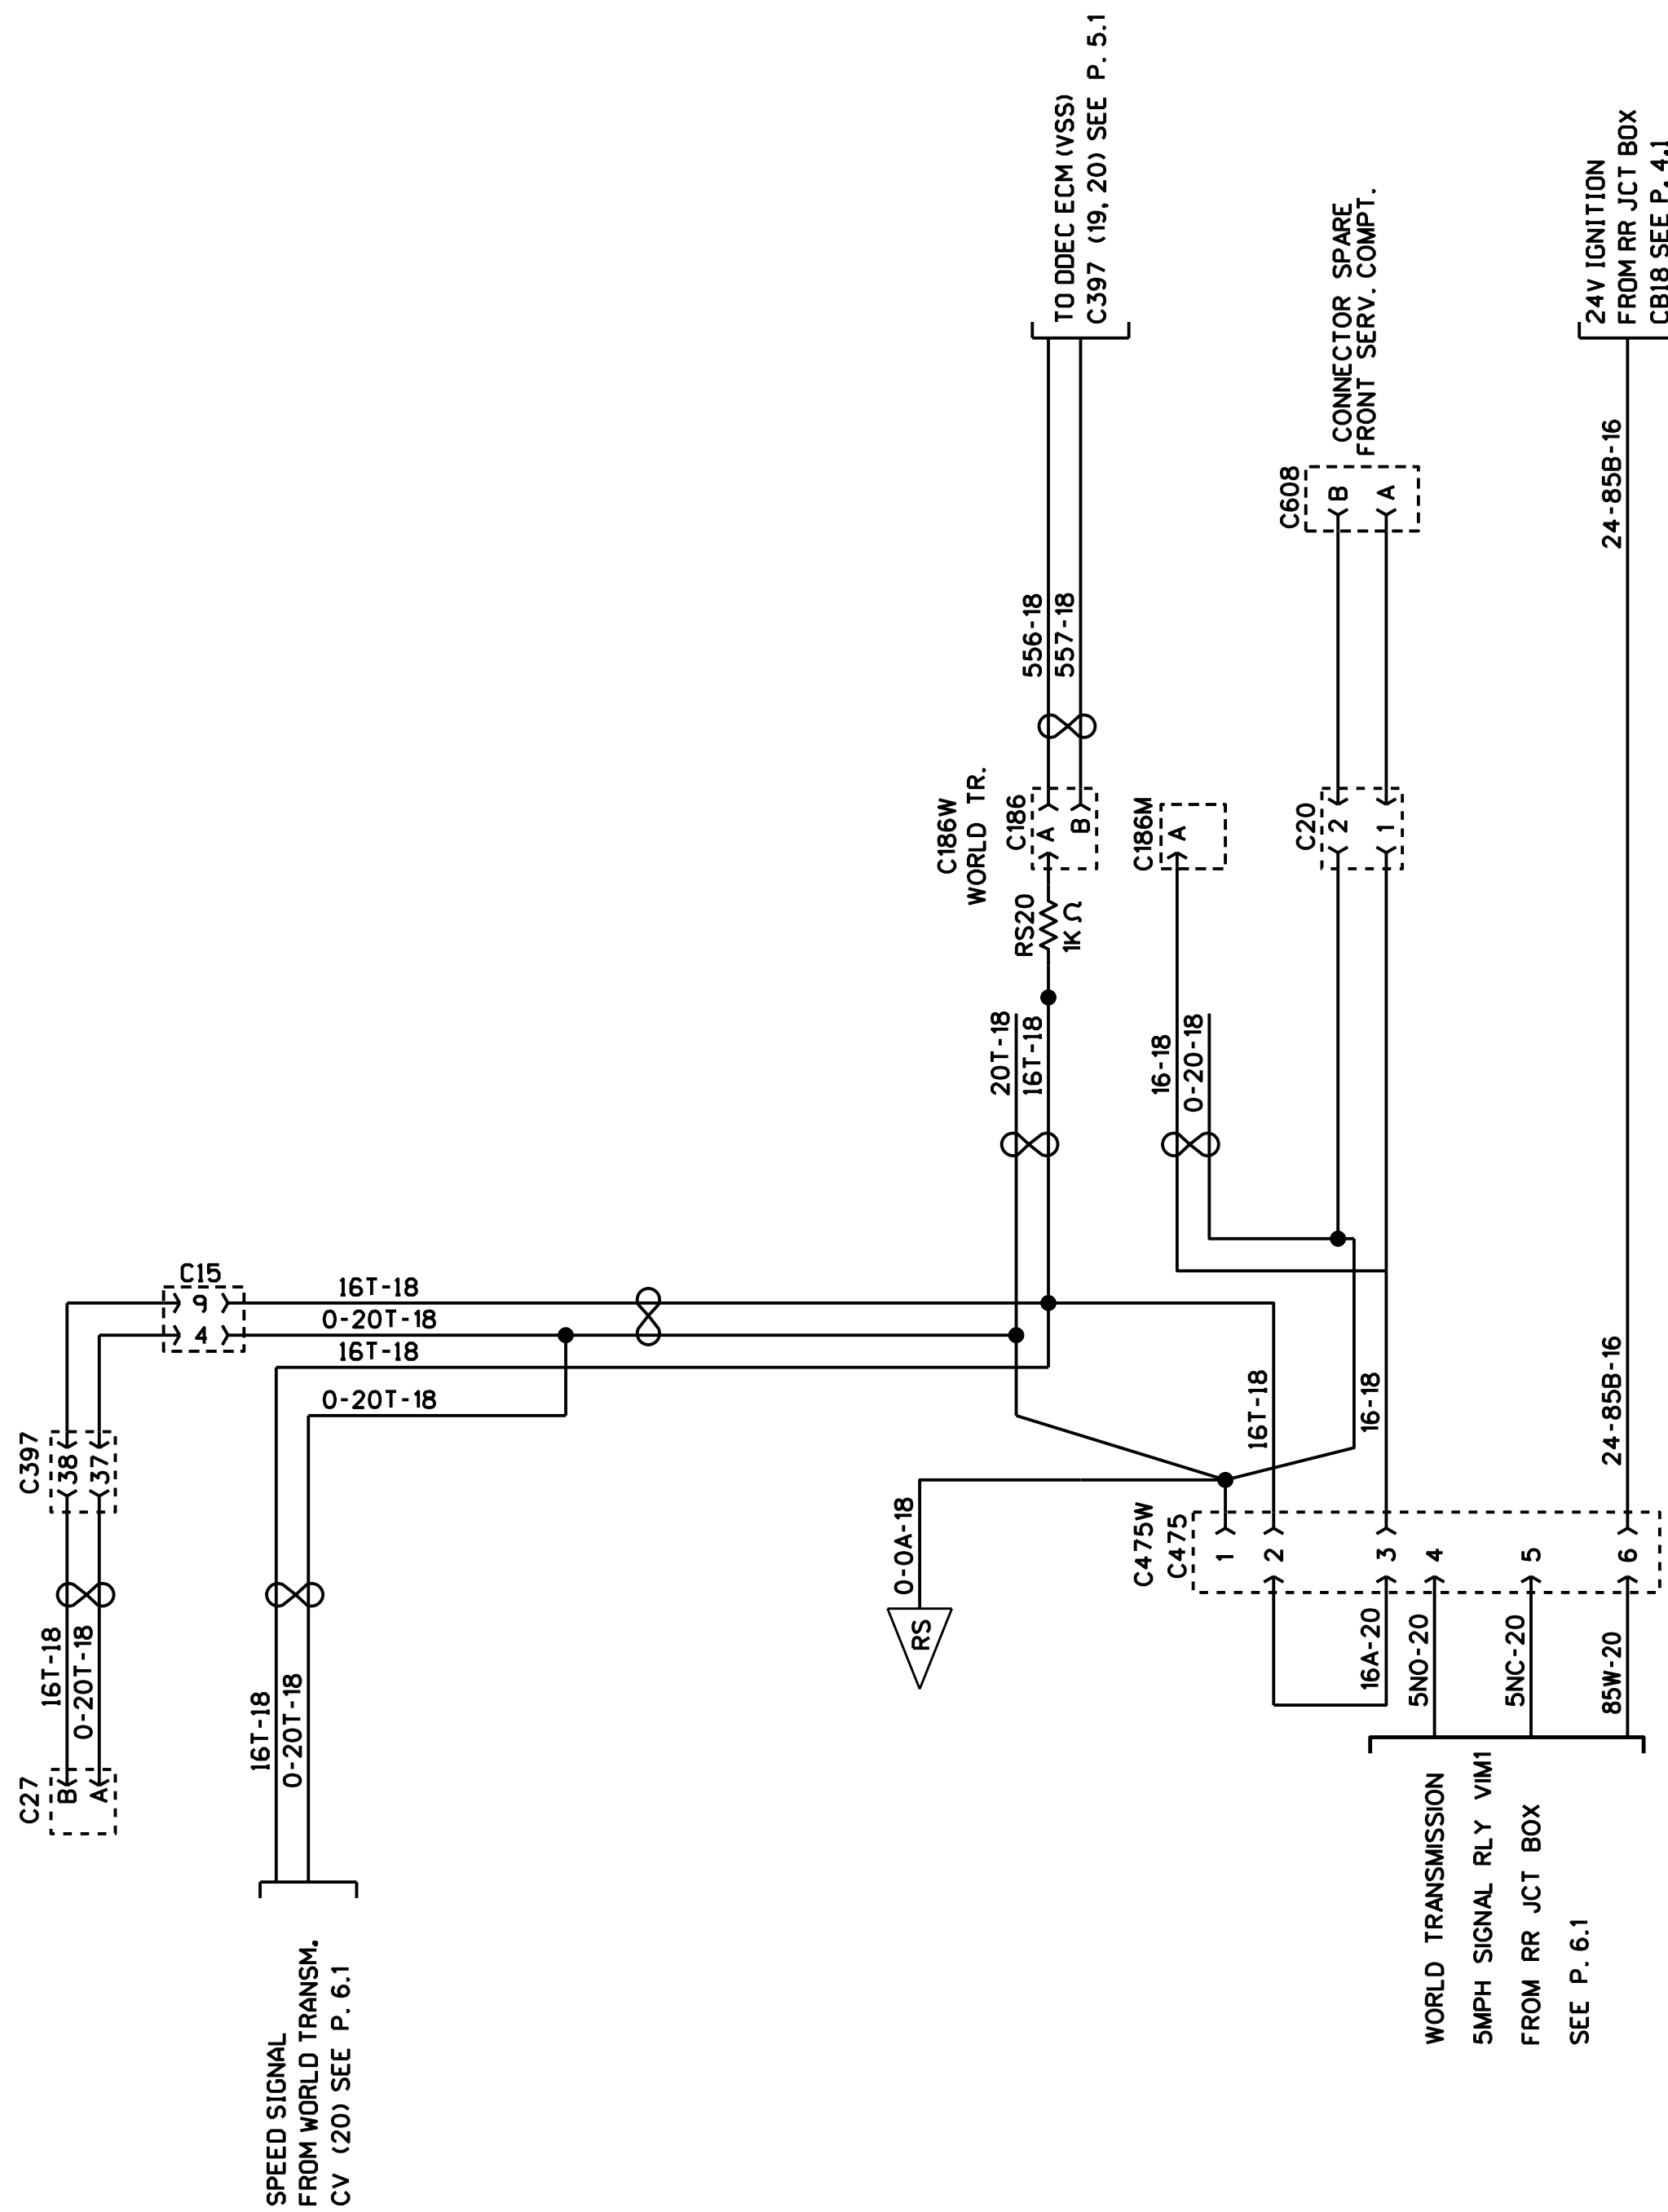 C27
B
A
16T-18
0-20T-18
C397
38
37
C15
9
4
16T-18
0-20T-18
16T-18
0-20T-18
16T-18
0-20T-18
SPEED SIGNAL
FROM WORLD TRANSM.
CV (20) SEE P. 6.1
RS
0-0A-18
C186W
WORLD TR.
C186
A
B
RS20
1K Ω
20T-18
16T-18
556-18
557-18
TO DDEC ECM (VSS)
C397 (19, 20) SEE P. 5.1
C186M
A
16-18
0-20-18
C20
2
1
C608
B
A
CONNECTOR SPARE
FRONT SERV. COMPT.
C475W
C475
1
2
3
4
5
6
16T-18
16-18
24-85B-16
24-85B-16
24V IGNITION
FROM RR JCT BOX
CB18 SEE P. 4.1
16A-20
5NO-20
5NC-20
85W-20
WORLD TRANSMISSION
5MPH SIGNAL RLY VIM1
FROM RR JCT BOX
SEE P. 6.1